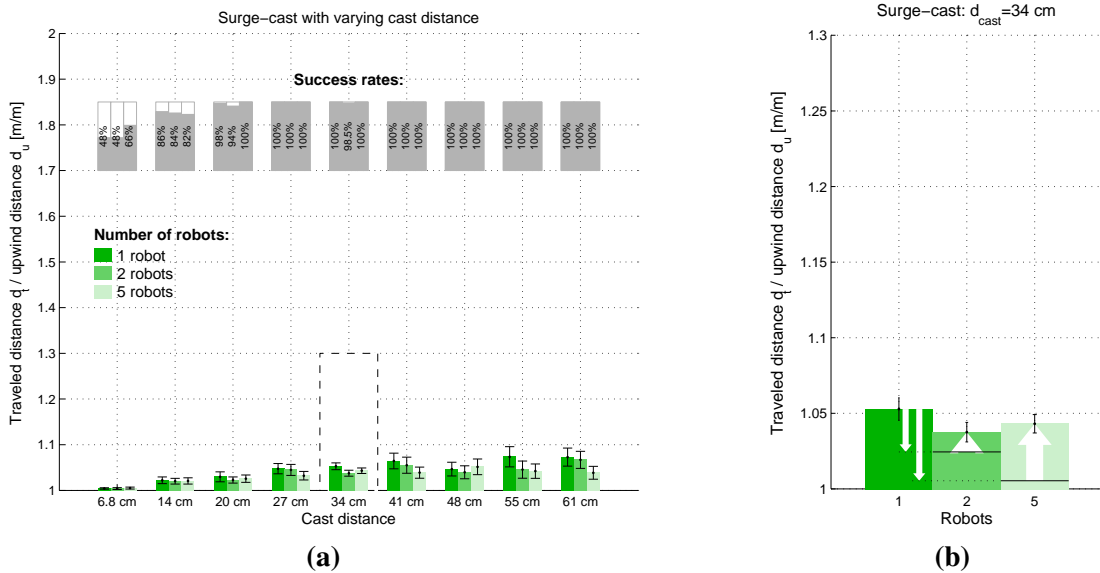 Surge-cast with varying cast distance
2
1.9
1.8
1.7
1.6
1.5
1.4
1.3
1.2
1.1
1
Traveled distance d_t / upwind distance d_u [m/m]
Success rates:
48% 48% 66%
86% 84% 82%
98% 94% 100%
100% 100% 100%
100% 98.5% 100%
100% 100% 100%
100% 100% 100%
100% 100% 100%
100% 100% 100%
Number of robots:
1 robot
2 robots
5 robots
6.8 cm 14 cm 20 cm 27 cm 34 cm 41 cm 48 cm 55 cm 61 cm
Cast distance
(a)
Surge-cast: d_cast=34 cm
1.3
1.25
1.2
1.15
1.1
1.05
1
Traveled distance d_t / upwind distance d_u [m/m]
1 2 5
Robots
(b)